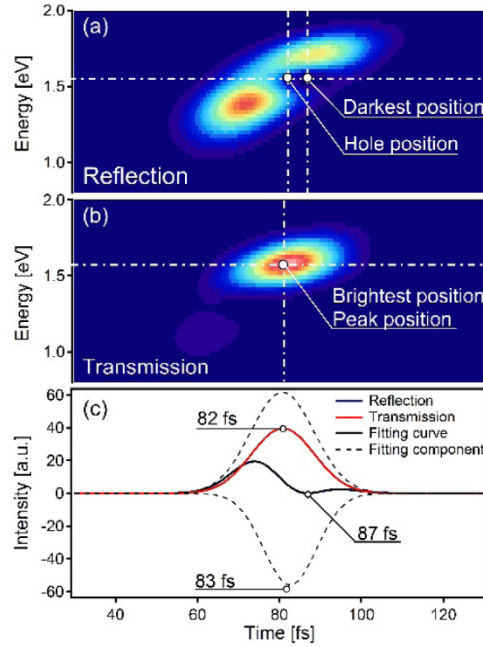 (a)
2.0
1.5
1.0
Energy [eV]
Darkest position
Hole position
Reflection
(b)
2.0
1.5
1.0
Energy [eV]
Brightest position
Peak position
Transmission
(c)
60
40
20
0
-20
-40
-60
Intensity [a.u.]
Reflection
Transmission
Fitting curve
Fitting component
82 fs
87 fs
83 fs
40 60 80 100 120
Time [fs]